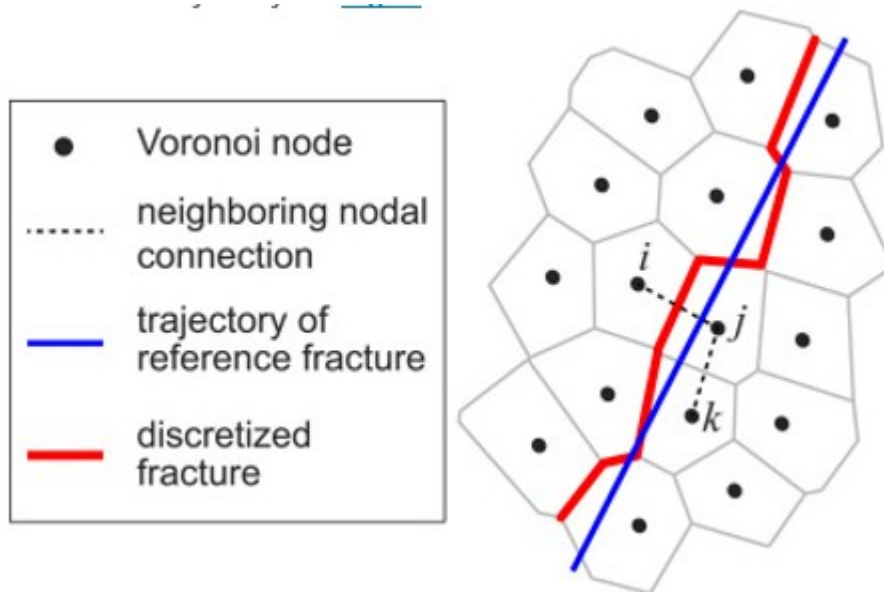 Voronoi node
neighboring nodal
connection
trajectory of
reference fracture
discretized
fracture
i
j
k